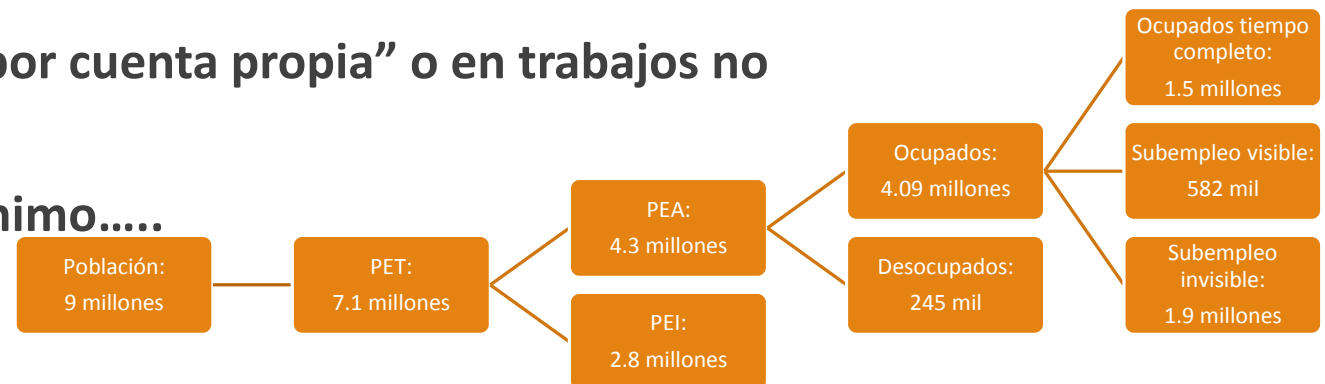 por cuenta propia” o en trabajos no
nimo…..
Población:
9 millones
PET:
7.1 millones
PEA:
4.3 millones
PEI:
2.8 millones
Ocupados:
4.09 millones
Desocupados:
245 mil
Ocupados tiempo
completo:
1.5 millones
Subempleo visible:
582 mil
Subempleo
invisible:
1.9 millones